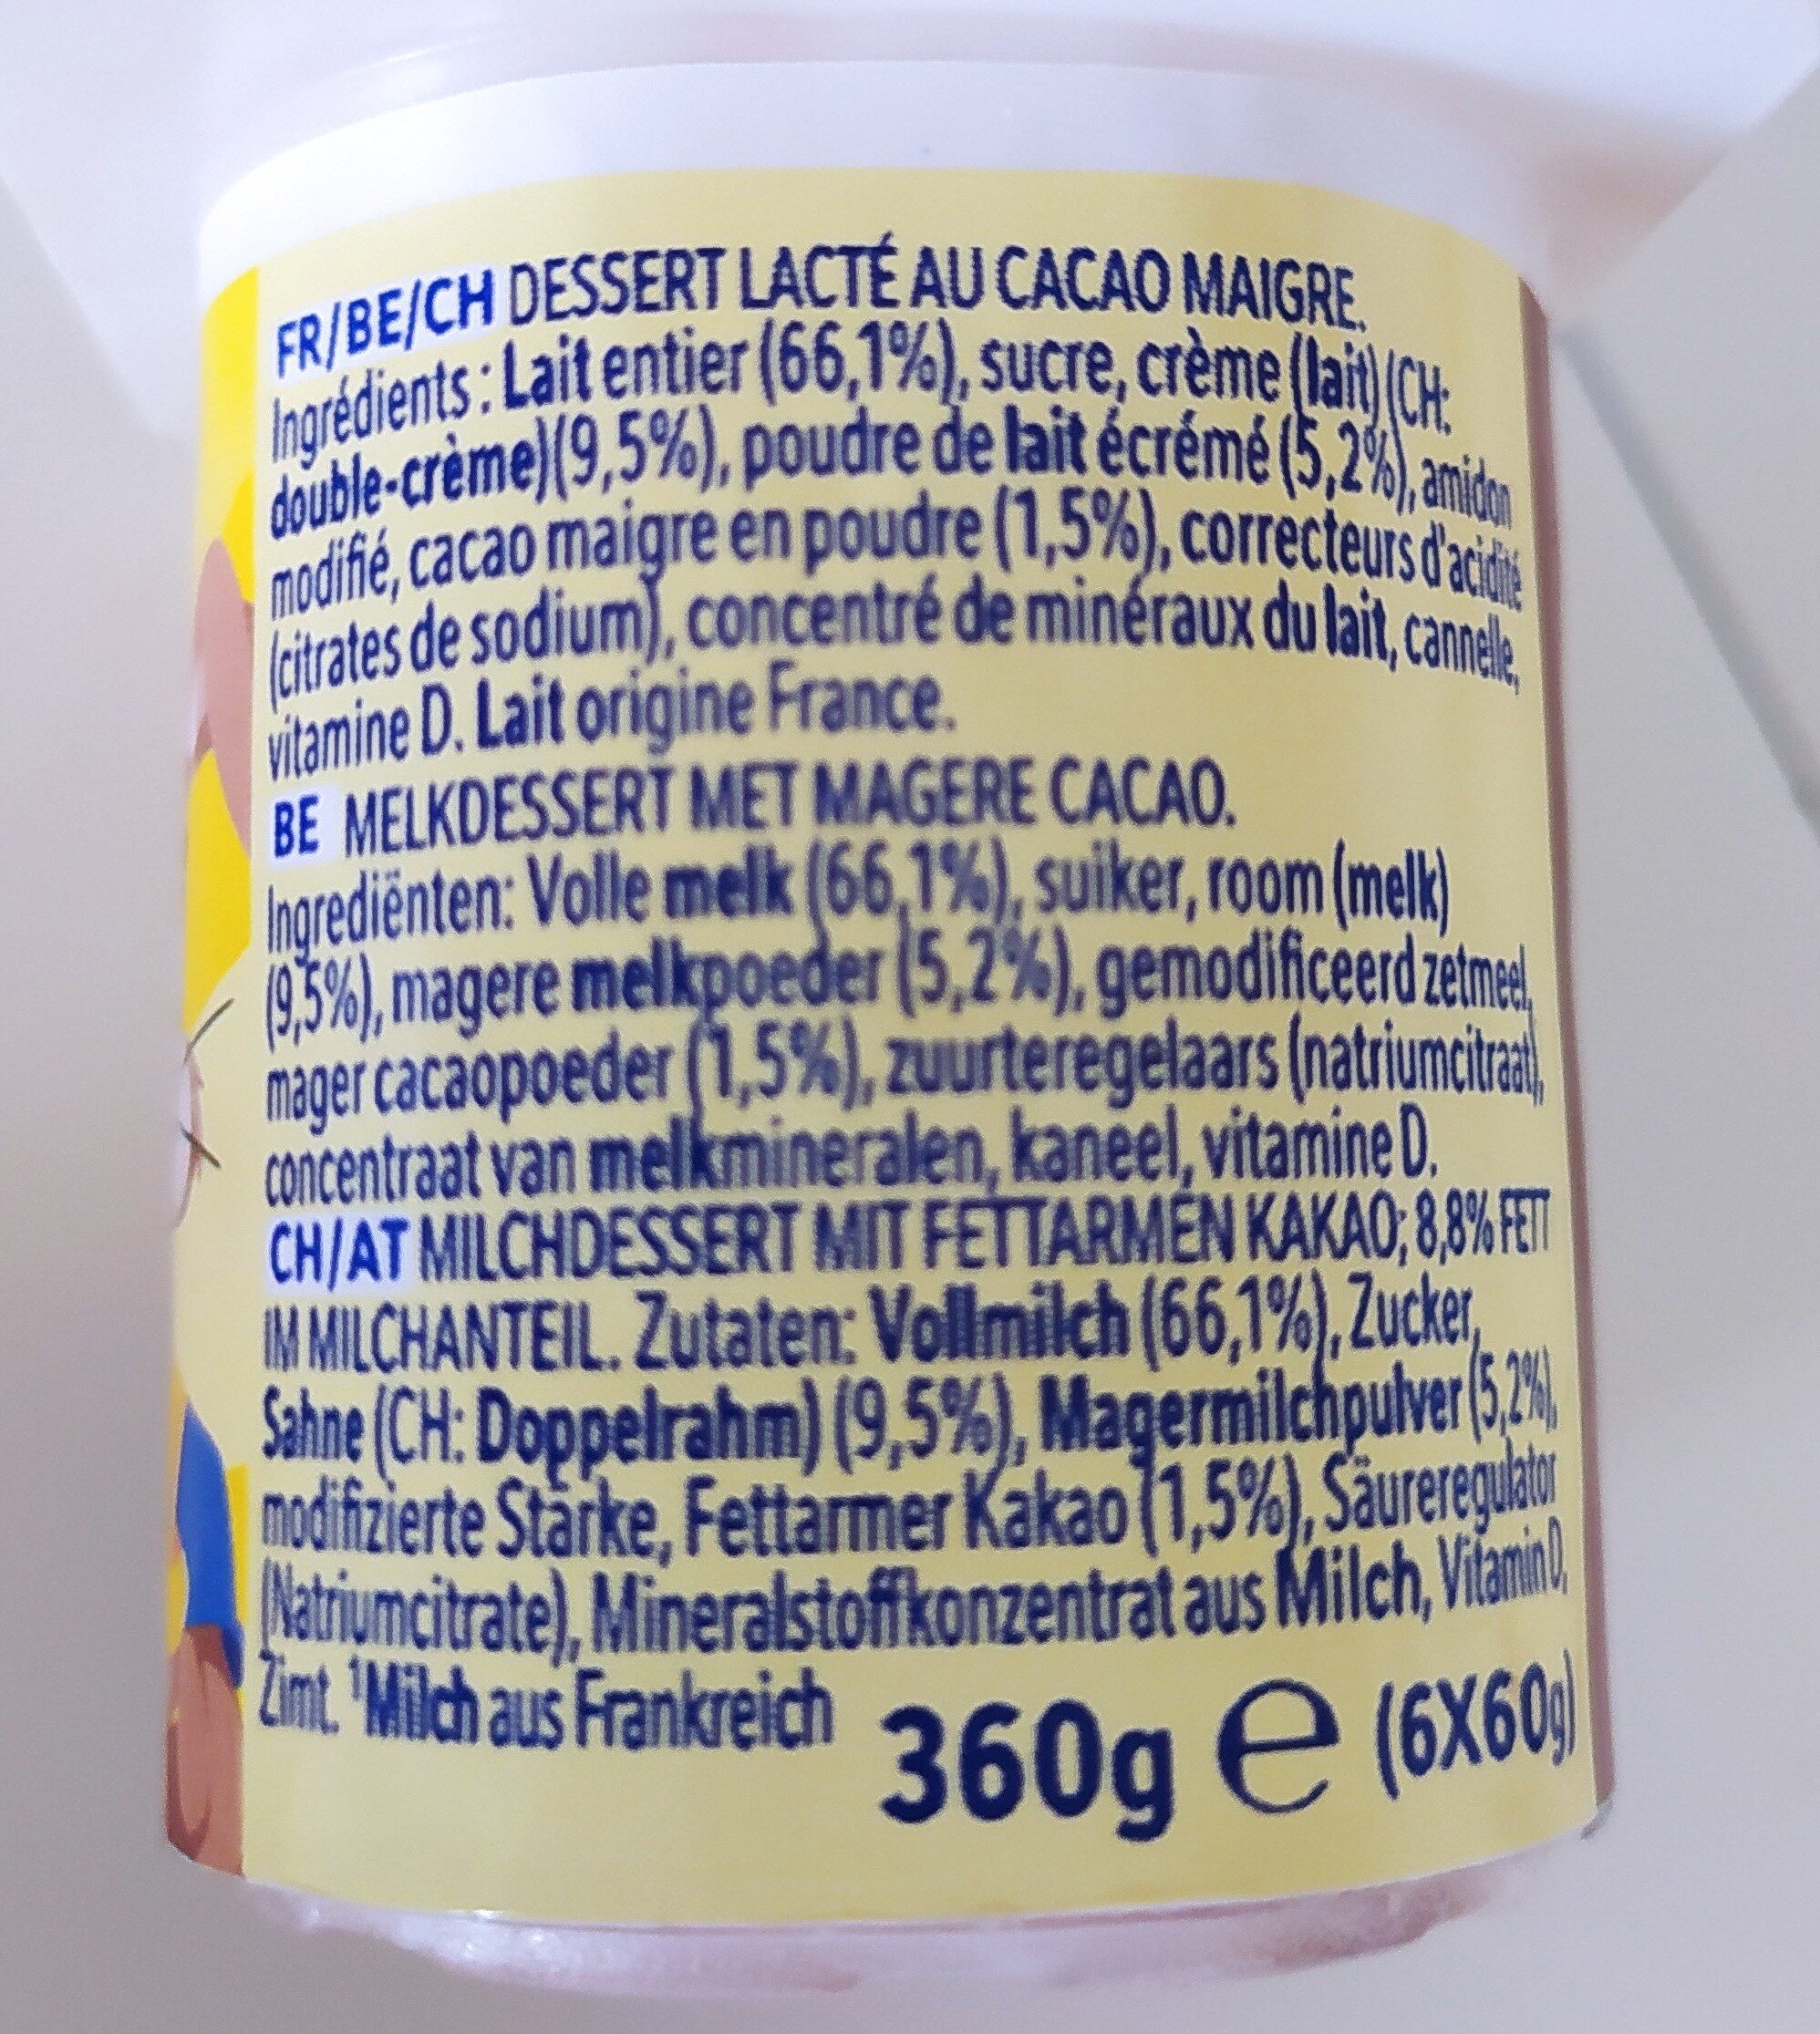 FR/BE/CH DESSERT LACTÉ AU CACAO MAIGRE.
Ingrédients : Lait entier (66,1%), sucre, crème (lait) (CH:
double-crème)(9,5%), poudre de lait écrémé (5,2%), amidon
modifié, cacao maigre en poudre (1,5%), correcteurs d'acidité
(citrates de sodium), concentré de minéraux du lait, cannelle,
vitamine D. Lait origine France.
BE MELKDESSERT MET MAGERE CACAO.
Ingrediënten: Volle melk (66,1%), suiker, room (melk)
(9,5%), magere melkpoeder (5,2%), gemodificeerd zetmeel,
mager cacaopoeder (1,5%), zuurteregelaars (natriumcitraat),
concentraat van melkmineralen, kaneel, vitamine D.
CH/AT MILCHDESSERT MIT FETTARMEN KAKAO; 8,8% FETT
IM MILCHANTEIL. Zutaten: Vollmilch (66,1%), Zucker,
Sahne (CH: Doppelrahm) (9,5%), Magermilchpulver (5,2%),
modifizierte Stärke, Fettarmer Kakao (1,5%), Säureregulator
(Natriumcitrate), Mineralstoffkonzentrat aus Milch, Vitamin D,
Zimt. ¹Milch aus Frankreich
360g e (6X60g)